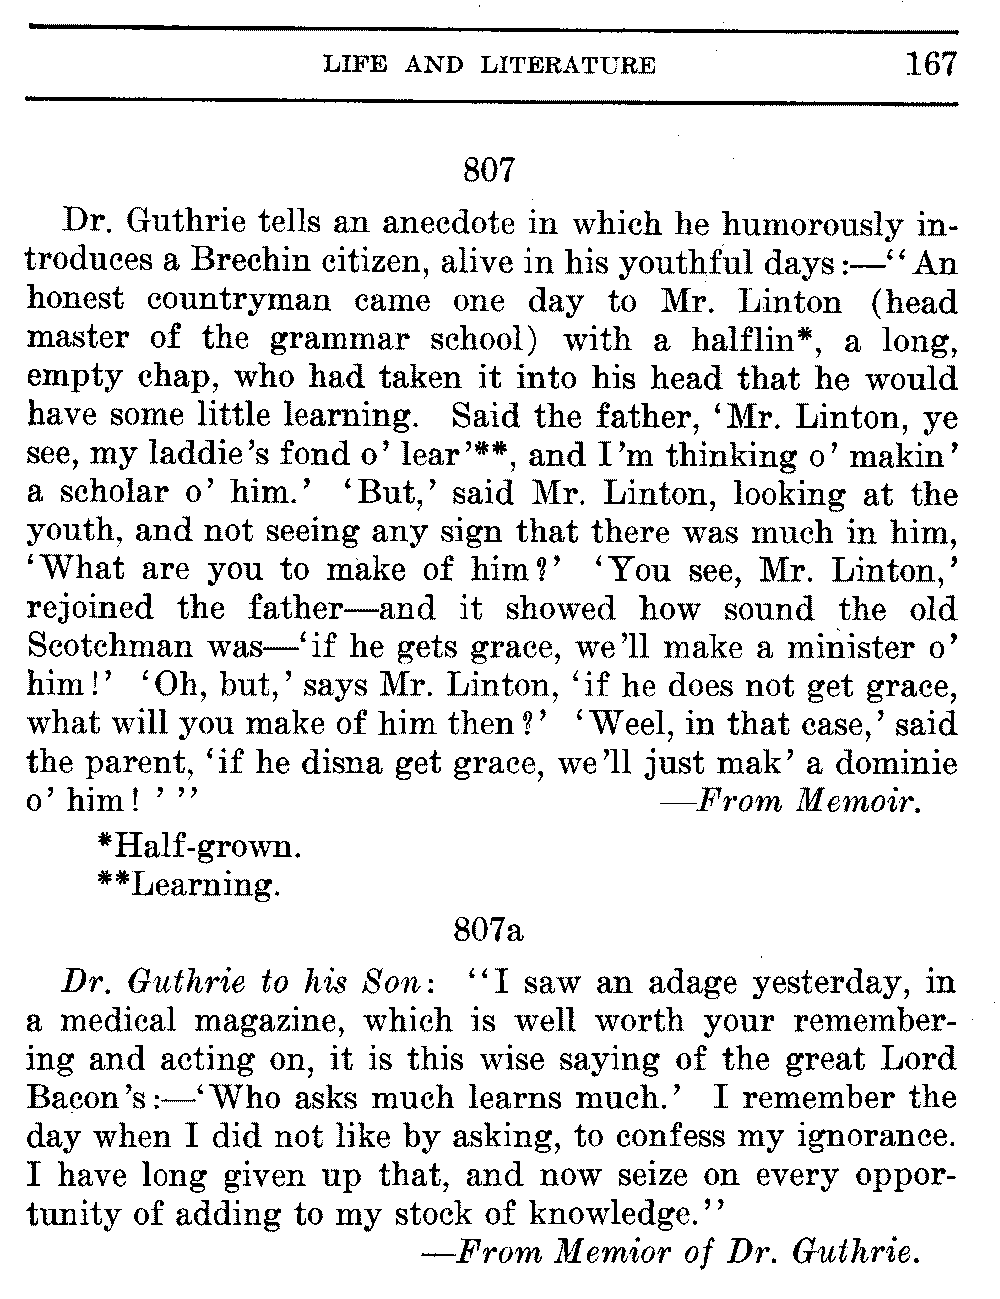 LIFE AND LITERATURE 167
807
Dr. Guthrie tells an anecdote in which he humorously in-
troduces a Brechin citizen, alive in his youthful days:—"An
honest countryman came one day to Mr. Linton (head
master of the grammar school) with a halflin*, a long,
empty chap, who had taken it into his head that he would
have some little learning. Said the father, 'Mr. Linton, ye
see, my laddie's fond o' lear'**, and I'm thinking o' makin'
a scholar o' him.' 'But,' said Mr. Linton, looking at the
youth, and not seeing any sign that there was much in him,
'What are you to make of him?' 'You see, Mr. Linton,'
rejoined the father—and it showed how sound the old
Scotchman was—'if he gets grace, we'll make a minister o'
him!' 'Oh, but,' says Mr. Linton, 'if he does not get grace,
what will you make of him then?' 'Weel, in that case,' said
the parent, 'if he disna get grace, we'll just mak' a dominie
o' him! ' " —From Memoir.
*Half-grown.
**Learning.
807a
Dr. Guthrie to his Son: "I saw an adage yesterday, in
a medical magazine, which is well worth your remember-
ing and acting on, it is this wise saying of the great Lord
Bacon's:—'Who asks much learns much.' I remember the
day when I did not like by asking, to confess my ignorance.
I have long given up that, and now seize on every oppor-
tunity of adding to my stock of knowledge."
—From Memior of Dr. Guthrie.